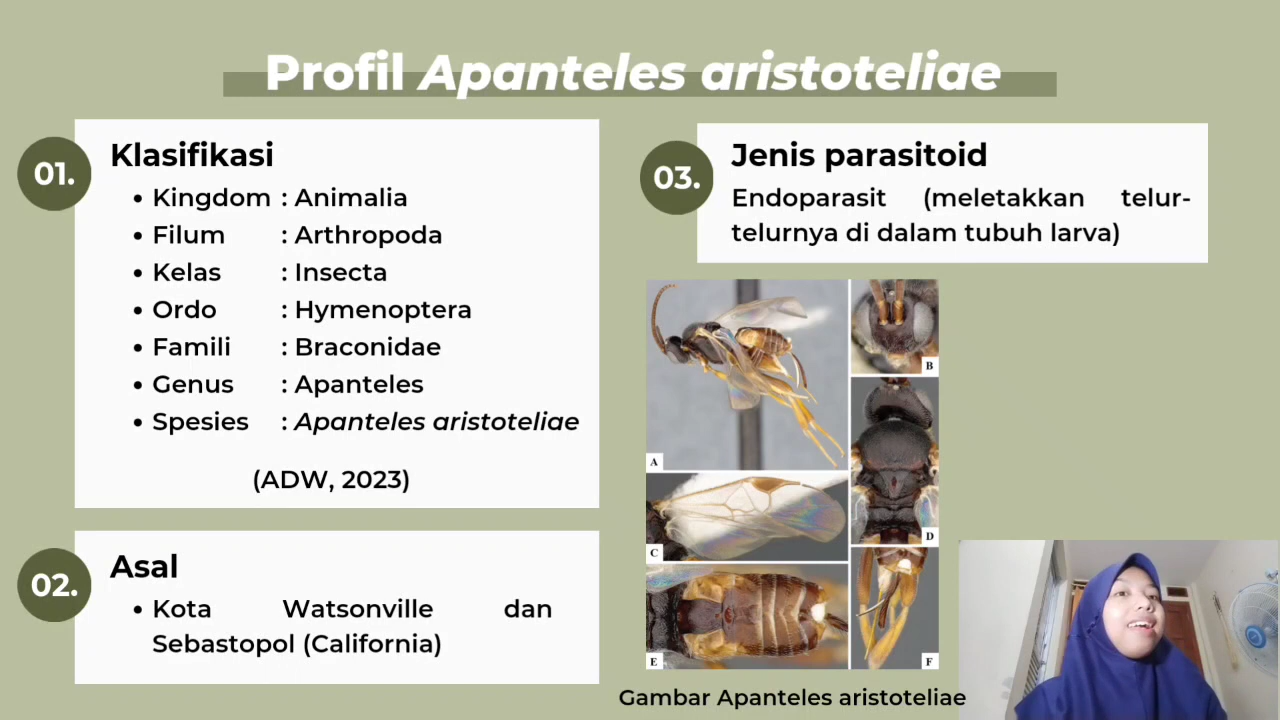 Profil Apanteles aristoteliae
01.
Klasifikasi
• Kingdom : Animalia
• Filum : Arthropoda
• Kelas : Insecta
• Ordo : Hymenoptera
• Famili : Braconidae
• Genus : Apanteles
• Spesies : Apanteles aristoteliae
(ADW, 2023)
02.
Asal
• Kota Watsonville dan
Sebastopol (California)
03.
Jenis parasitoid
Endoparasit (meletakkan telur-
telurnya di dalam tubuh larva)
A
B
C
D
E
F
Gambar Apanteles aristoteliae